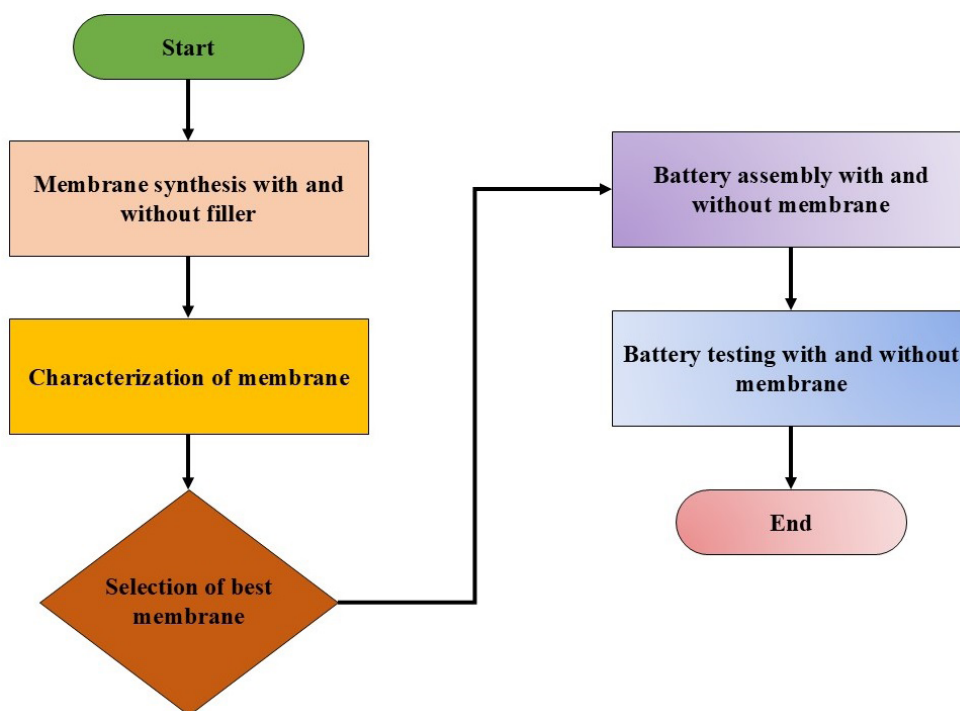 Start
Membrane synthesis with and
without filler
Characterization of membrane
Selection of best
membrane
Battery assembly with and
without membrane
Battery testing with and without
membrane
End